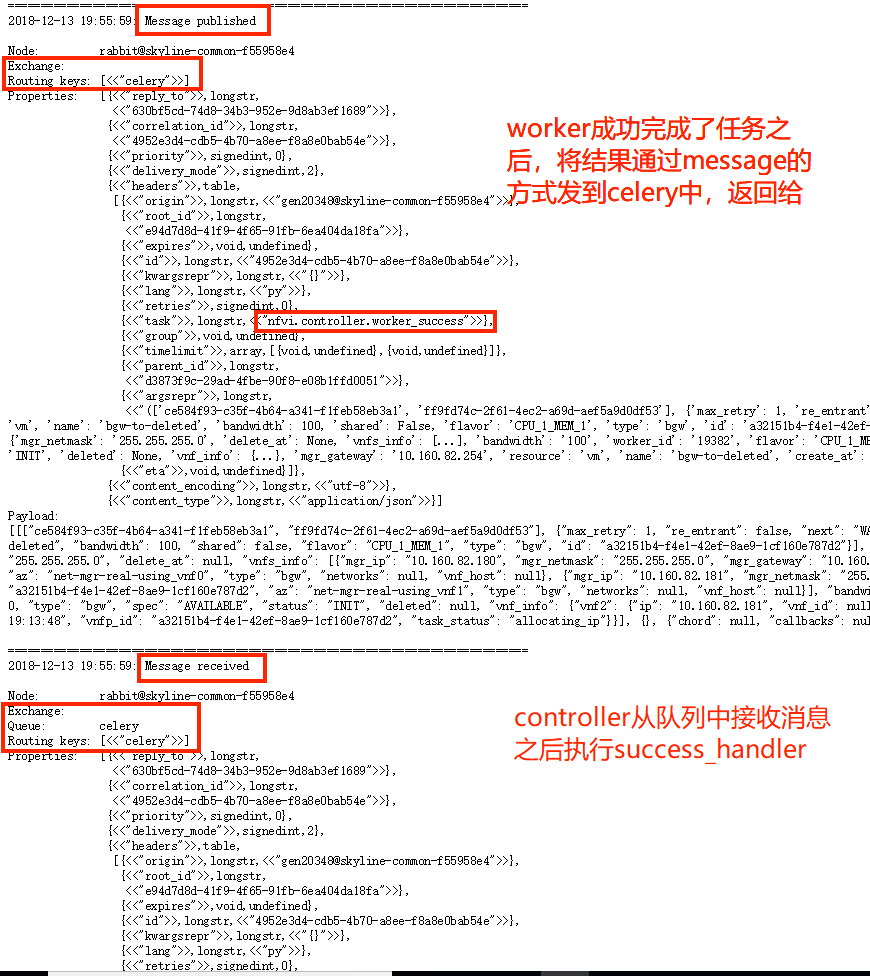 ================================================================
2018-12-13 19:55:59: Message published
Node:         rabbit@skyline-common-f55958e4
Exchange:
Routing keys: [<<"celery">>]
Properties:   [{<<"reply_to">>,longstr,
<<"630bf5cd-74d8-34b3-952e-9d8ab3ef1689">>},
{<<"correlation_id">>,longstr,
<<"4952e3d4-cdb5-4b70-a8ee-f8a8e0bab54e">>},
{<<"priority">>,signedint,0},
{<<"delivery_mode">>,signedint,2},
{<<"headers">>,table,
[{<<"origin">>,longstr,<<"gen20348@skyline-common-f55958e4">>},
{<<"root_id">>,longstr,
<<"e94d7d8d-41f9-4f65-91fb-6ea404da18fa">>},
{<<"expires">>,void,undefined},
{<<"id">>,longstr,<<"4952e3d4-cdb5-4b70-a8ee-f8a8e0bab54e">>},
{<<"kwargsrepr">>,longstr,<<"{}">>},
{<<"lang">>,longstr,<<"py">>},
{<<"retries">>,signedint,0},
{<<"task">>,longstr,<<"nfvi.controller.worker_success">>},
{<<"group">>,void,undefined},
{<<"timelimit">>,array,[{void,undefined},{void,undefined}]},
{<<"parent_id">>,longstr,
<<"d3873f9c-29ad-4fbe-90f8-e08b1ffd0051">>},
{<<"argsrepr">>,longstr,
<<"(['ce584f93-c35f-4b64-a341-f1feb58eb3a1', 'ff9fd74c-2f61-4ec2-a69d-aef5a9d0df53'], {'max_retry': 1, 're_entrant'
'vm', 'name': 'bgw-to-deleted', 'bandwidth': 100, 'shared': False, 'flavor': 'CPU_1_MEM_1', 'type': 'bgw', 'id': 'a32151b4-f4e1-42ef-
{'mgr_netmask': '255.255.255.0', 'delete_at': None, 'vnfs_info': [...], 'bandwidth': '100', 'worker_id': '19382', 'flavor': 'CPU_1_ME
'INIT', 'deleted': None, 'vnf_info': {...}, 'mgr_gateway': '10.160.82.254', 'resource': 'vm', 'name': 'bgw-to-deleted', 'create_at':
{<<"eta">>,void,undefined}]},
{<<"content_encoding">>,longstr,<<"utf-8">>},
{<<"content_type">>,longstr,<<"application/json">>}]
Payload:
[[["ce584f93-c35f-4b64-a341-f1feb58eb3a1", "ff9fd74c-2f61-4ec2-a69d-aef5a9d0df53"], {"max_retry": 1, "re_entrant": false, "next": "WA
deleted", "bandwidth": 100, "shared": false, "flavor": "CPU_1_MEM_1", "type": "bgw", "id": "a32151b4-f4e1-42ef-8ae9-1cf160e787d2"}],
"255.255.255.0", "delete_at": null, "vnfs_info": [{"mgr_ip": "10.160.82.180", "mgr_netmask": "255.255.255.0", "mgr_gateway": "10.160.
"az": "net-mgr-real-using_vnf0", "type": "bgw", "networks": null, "vnf_host": null}, {"mgr_ip": "10.160.82.181", "mgr_netmask": "255.
a32151b4-f4e1-42ef-8ae9-1cf160e787d2", "az": "net-mgr-real-using_vnf1", "type": "bgw", "networks": null, "vnf_host": null}], "bandwi
0, "type": "bgw", "spec": "AVAILABLE", "status": "INIT", "deleted": null, "vnf_info": {"vnf2": {"ip": "10.160.82.181", "vnf_id": null
19:13:48", "vnfp_id": "a32151b4-f4e1-42ef-8ae9-1cf160e787d2", "task_status": "allocating_ip"}}], {}, {"chord": null, "callbacks": nul
worker成功完成了任务之
后，将结果通过message的
方式发到celery中，返回给
================================================================
2018-12-13 19:55:59: Message received
Node:         rabbit@skyline-common-f55958e4
Exchange:
Queue:        celery
Routing keys: [<<"celery">>]
Properties:   [{<<"reply_to">>,longstr,
<<"630bf5cd-74d8-34b3-952e-9d8ab3ef1689">>},
{<<"correlation_id">>,longstr,
<<"4952e3d4-cdb5-4b70-a8ee-f8a8e0bab54e">>},
{<<"priority">>,signedint,0},
{<<"delivery_mode">>,signedint,2},
{<<"headers">>,table,
[{<<"origin">>,longstr,<<"gen20348@skyline-common-f55958e4">>},
{<<"root_id">>,longstr,
<<"e94d7d8d-41f9-4f65-91fb-6ea404da18fa">>},
{<<"expires">>,void,undefined},
{<<"id">>,longstr,<<"4952e3d4-cdb5-4b70-a8ee-f8a8e0bab54e">>},
{<<"kwargsrepr">>,longstr,<<"{}">>},
{<<"lang">>,longstr,<<"py">>},
{<<"retries">>,signedint,0},
controller从队列中接收消息
之后执行success_handler